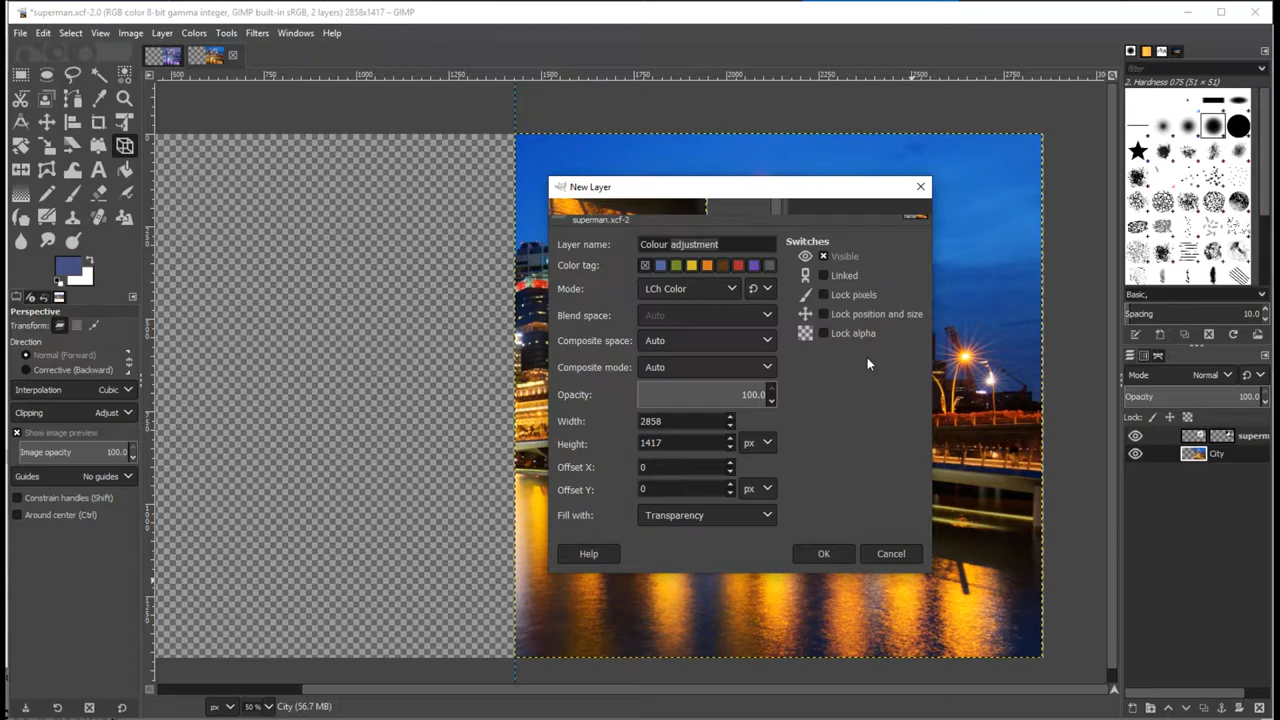 *superman.xcf-2.0 (RGB color 8-bit gamma integer, GIMP built-in sRGB, 2 layers) 2858x1417 – GIMP
File Edit Select View Image Layer Colors Tools Filters Windows Help
500 750 1000 1250 1500 1750 2000 2250 2500 2750
filter
2. Hardness 075 (51 × 51)
New Layer
superman.xcf-2
Layer name: Colour adjustment
Color tag:
Mode: LCh Color
Blend space: Auto
Composite space: Auto
Composite mode: Auto
Opacity: 100.0
Width: 2858
Height: 1417 px
Offset X: 0
Offset Y: 0 px
Fill with: Transparency
Switches
Visible
Linked
Lock pixels
Lock position and size
Lock alpha
Help OK Cancel
Perspective
Transform:
Direction
Normal (Forward)
Corrective (Backward)
Interpolation Cubic
Clipping Adjust
Show image preview
Image opacity 100.0
Guides No guides
Constrain handles (Shift)
Around center (Ctrl)
Basic,
Spacing 10.0
Mode: Normal
Opacity 100.0
Lock:
superm
City
px 50 % City (56.7 MB)